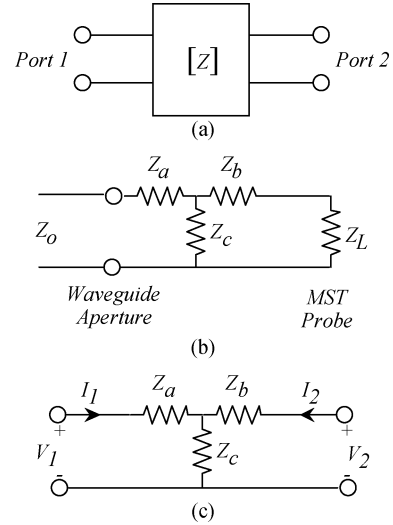 Port 1
[Z]
Port 2
(a)
Za
Zb
Zo
Zc
ZL
Waveguide
Aperture
MST
Probe
(b)
I1
Za
Zb
I2
+
+
V1
Zc
V2
-
-
(c)